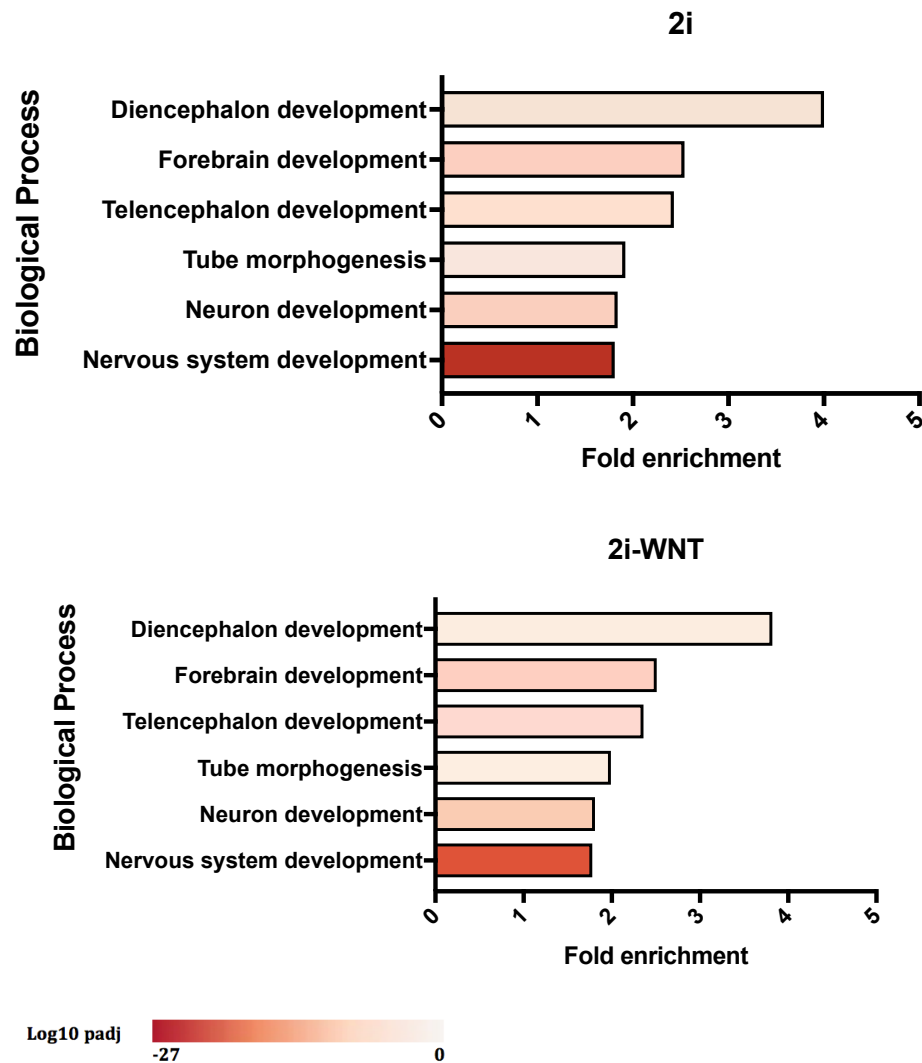 2i
Biological Process
Diencephalon development
Forebrain development
Telencephalon development
Tube morphogenesis
Neuron development
Nervous system development
0 1 2 3 4 5
Fold enrichment
2i-WNT
Biological Process
Diencephalon development
Forebrain development
Telencephalon development
Tube morphogenesis
Neuron development
Nervous system development
0 1 2 3 4 5
Fold enrichment
Log10 padj
-27 0